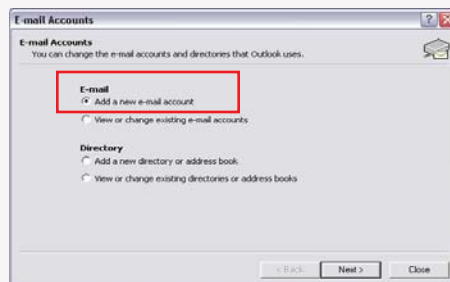 E-mail Accounts
E-mail Accounts
You can change the e-mail accounts and directories that Outlook uses.
E-mail
Add a new e-mail account
View or change existing e-mail accounts
Directory
Add a new directory or address book
View or change existing directories or address books
< Back
Next >
Close